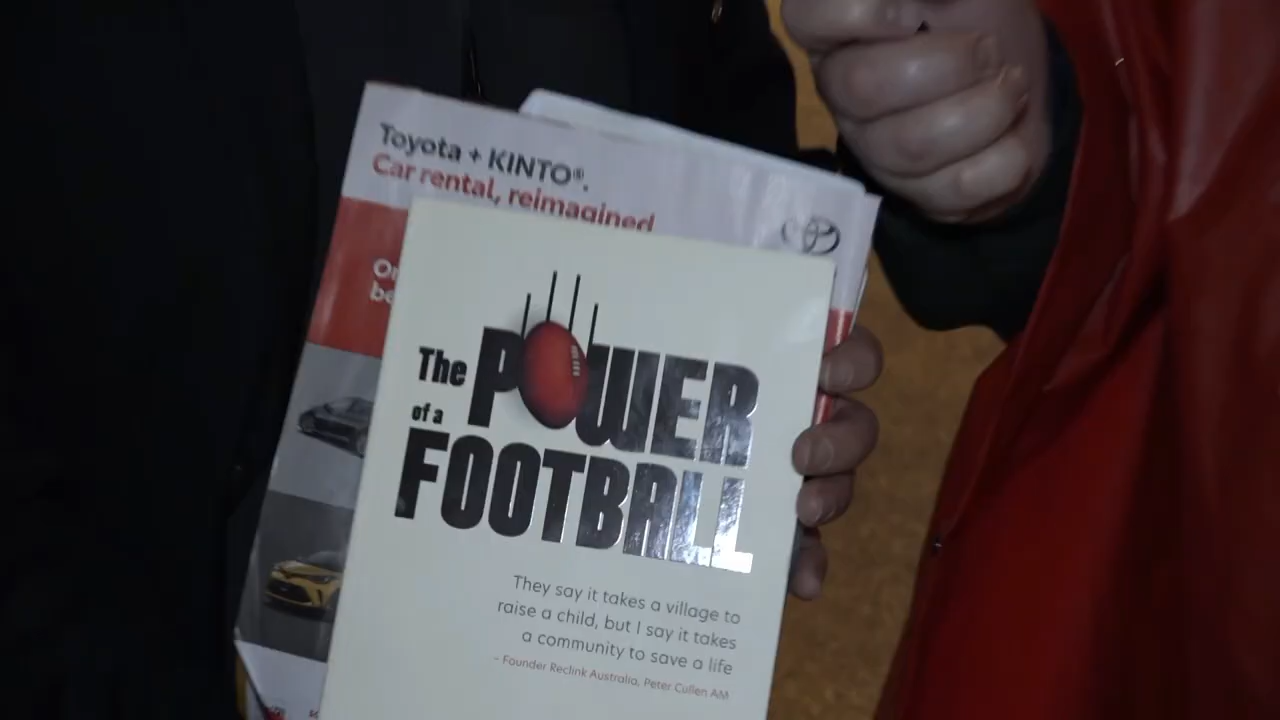 Toyota + KINTO®.
Car rental, reimagined
The POWER
of a
FOOTBALL
They say it takes a village to
raise a child, but I say it takes
a community to save a life
- Founder Reclink Australia, Peter Cullen AM